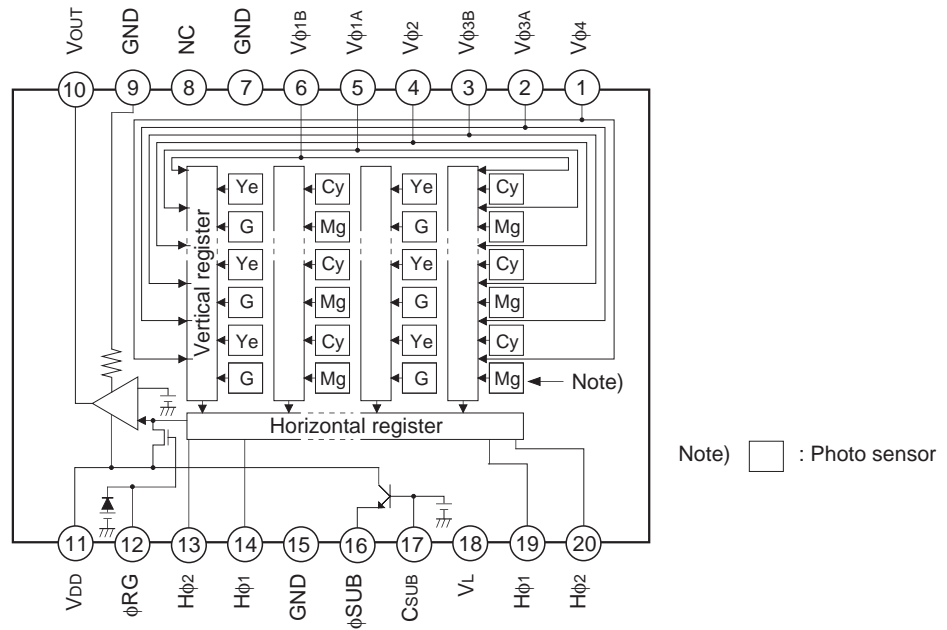 VOUT GND NC GND Vϕ1B Vϕ1A Vϕ2 Vϕ3B Vϕ3A Vϕ4
10 9 8 7 6 5 4 3 2 1
Vertical register
Ye Cy Ye Cy
G Mg G Mg
Ye Cy Ye Cy
G Mg G Mg
Ye Cy Ye Cy
G Mg G Mg Note)
Horizontal register
Note) : Photo sensor
11 12 13 14 15 16 17 18 19 20
VDD ϕRG Hϕ2 Hϕ1 GND ϕSUB CSUB VL Hϕ1 Hϕ2